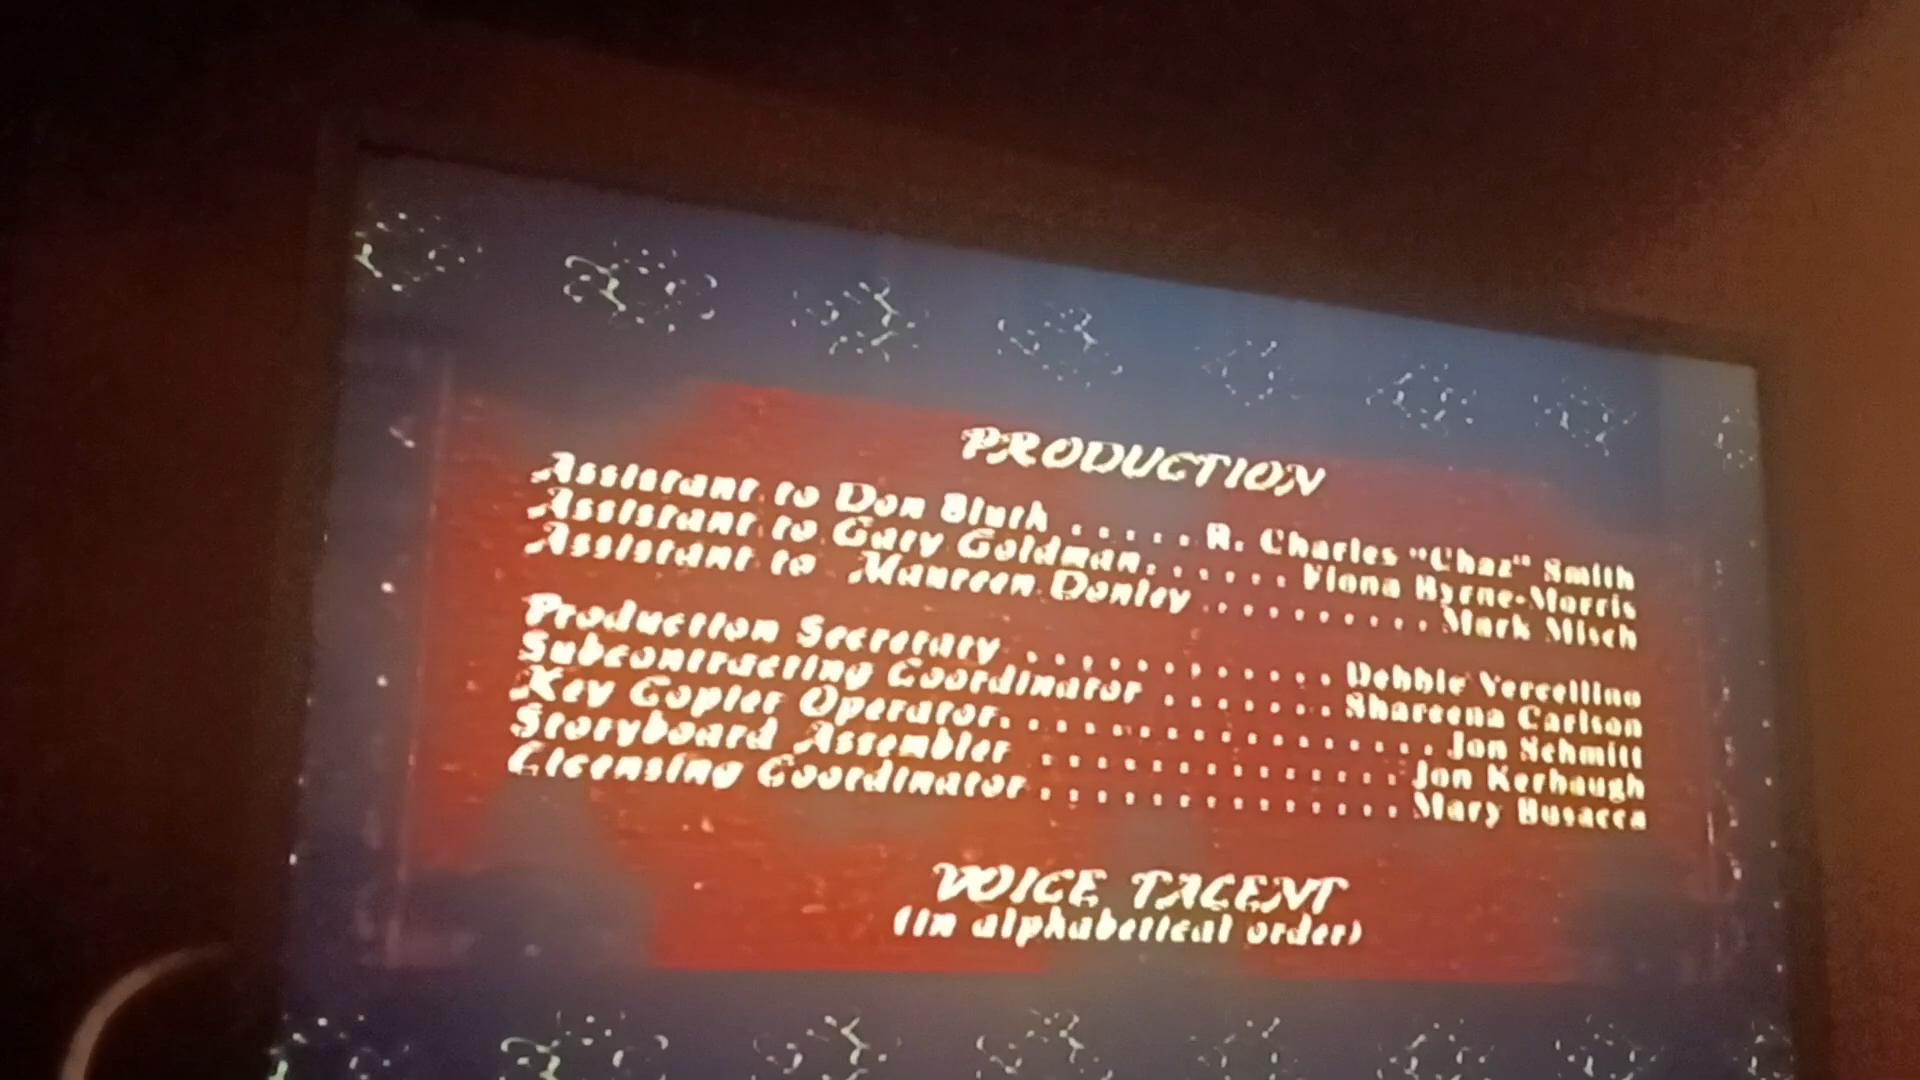 PRODUCTION
Assistant to Don Bluth ..... R. Charles "Chaz" Smith
Assistant to Gary Goldman....... Fiona Byrne-Morris
Assistant to Maureen Donley ......... Mark Misch
Production Secretary ............ Debbie Vercellino
Subcontracting Coordinator ....... Shareena Carlson
Key Copier Operator................ Jon Schmitt
Storyboard Assembler ............. Jon Kerbaugh
Licensing Coordinator .............. Mary Busacca
VOICE TALENT
(in alphabetical order)